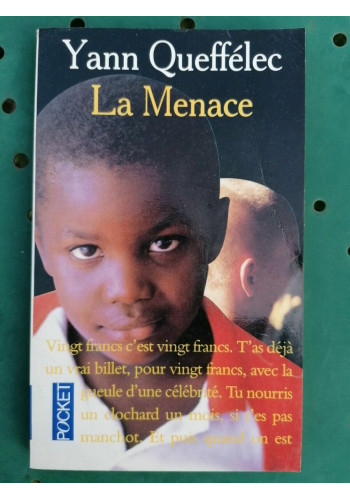 Yann Queffélec
La Menace
Vingt francs c'est vingt francs. T'as déjà
un vrai billet, pour vingt francs, avec la
gueule d'une célébrité. Tu nourris
un clochard un mois, si t'es pas
manchot. Et puis quand on est
POCKET